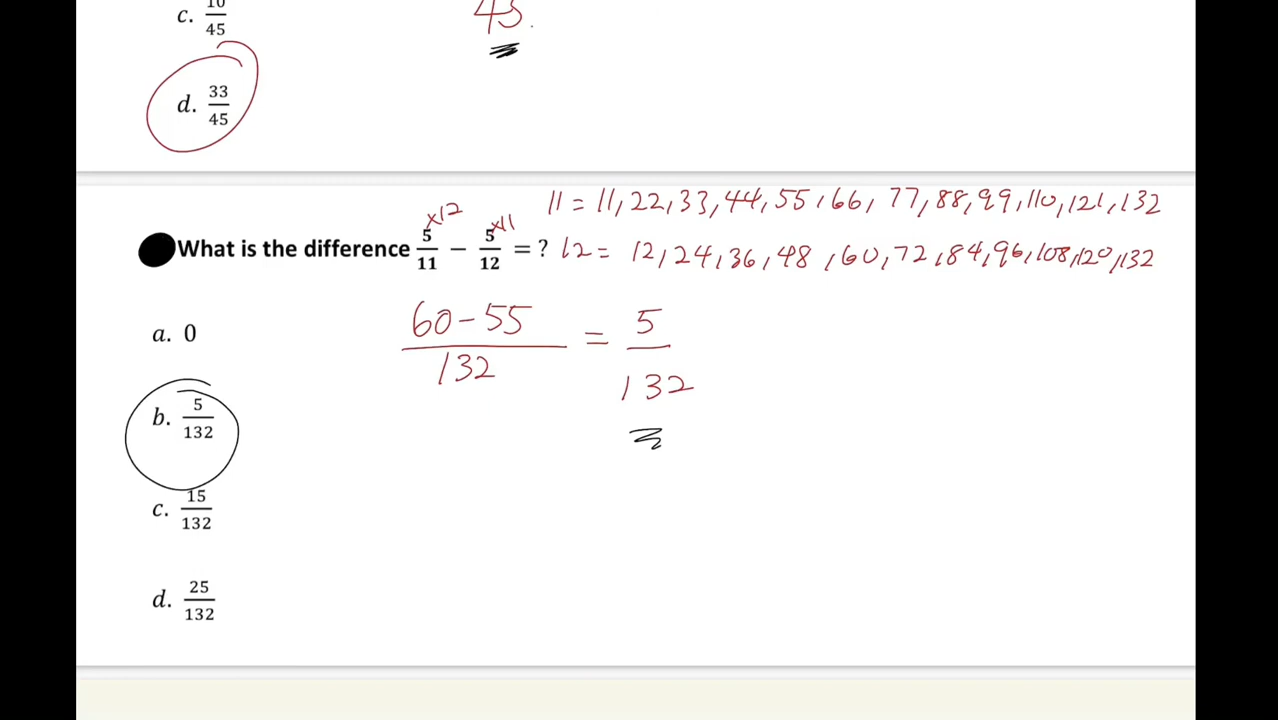 c. 10/45
45.
d. 33/45
11 = 11, 22, 33, 44, 55, 66, 77, 88, 99, 110, 121, 132
×12 ×11
What is the difference 5/11 − 5/12 = ? 12 = 12, 24, 36, 48, 60, 72, 84, 96, 108, 120, 132
a. 0
60 − 55 / 132 = 5 / 132
b. 5/132
c. 15/132
d. 25/132